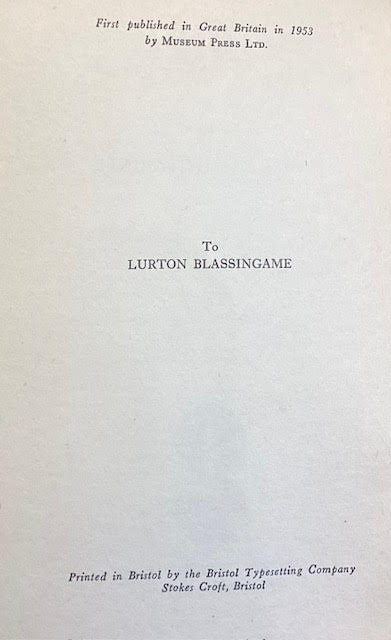 First published in Great Britain in 1953
by MUSEUM PRESS LTD.
To
LURTON BLASSINGAME
Printed in Bristol by the Bristol Typesetting Company
Stokes Croft, Bristol